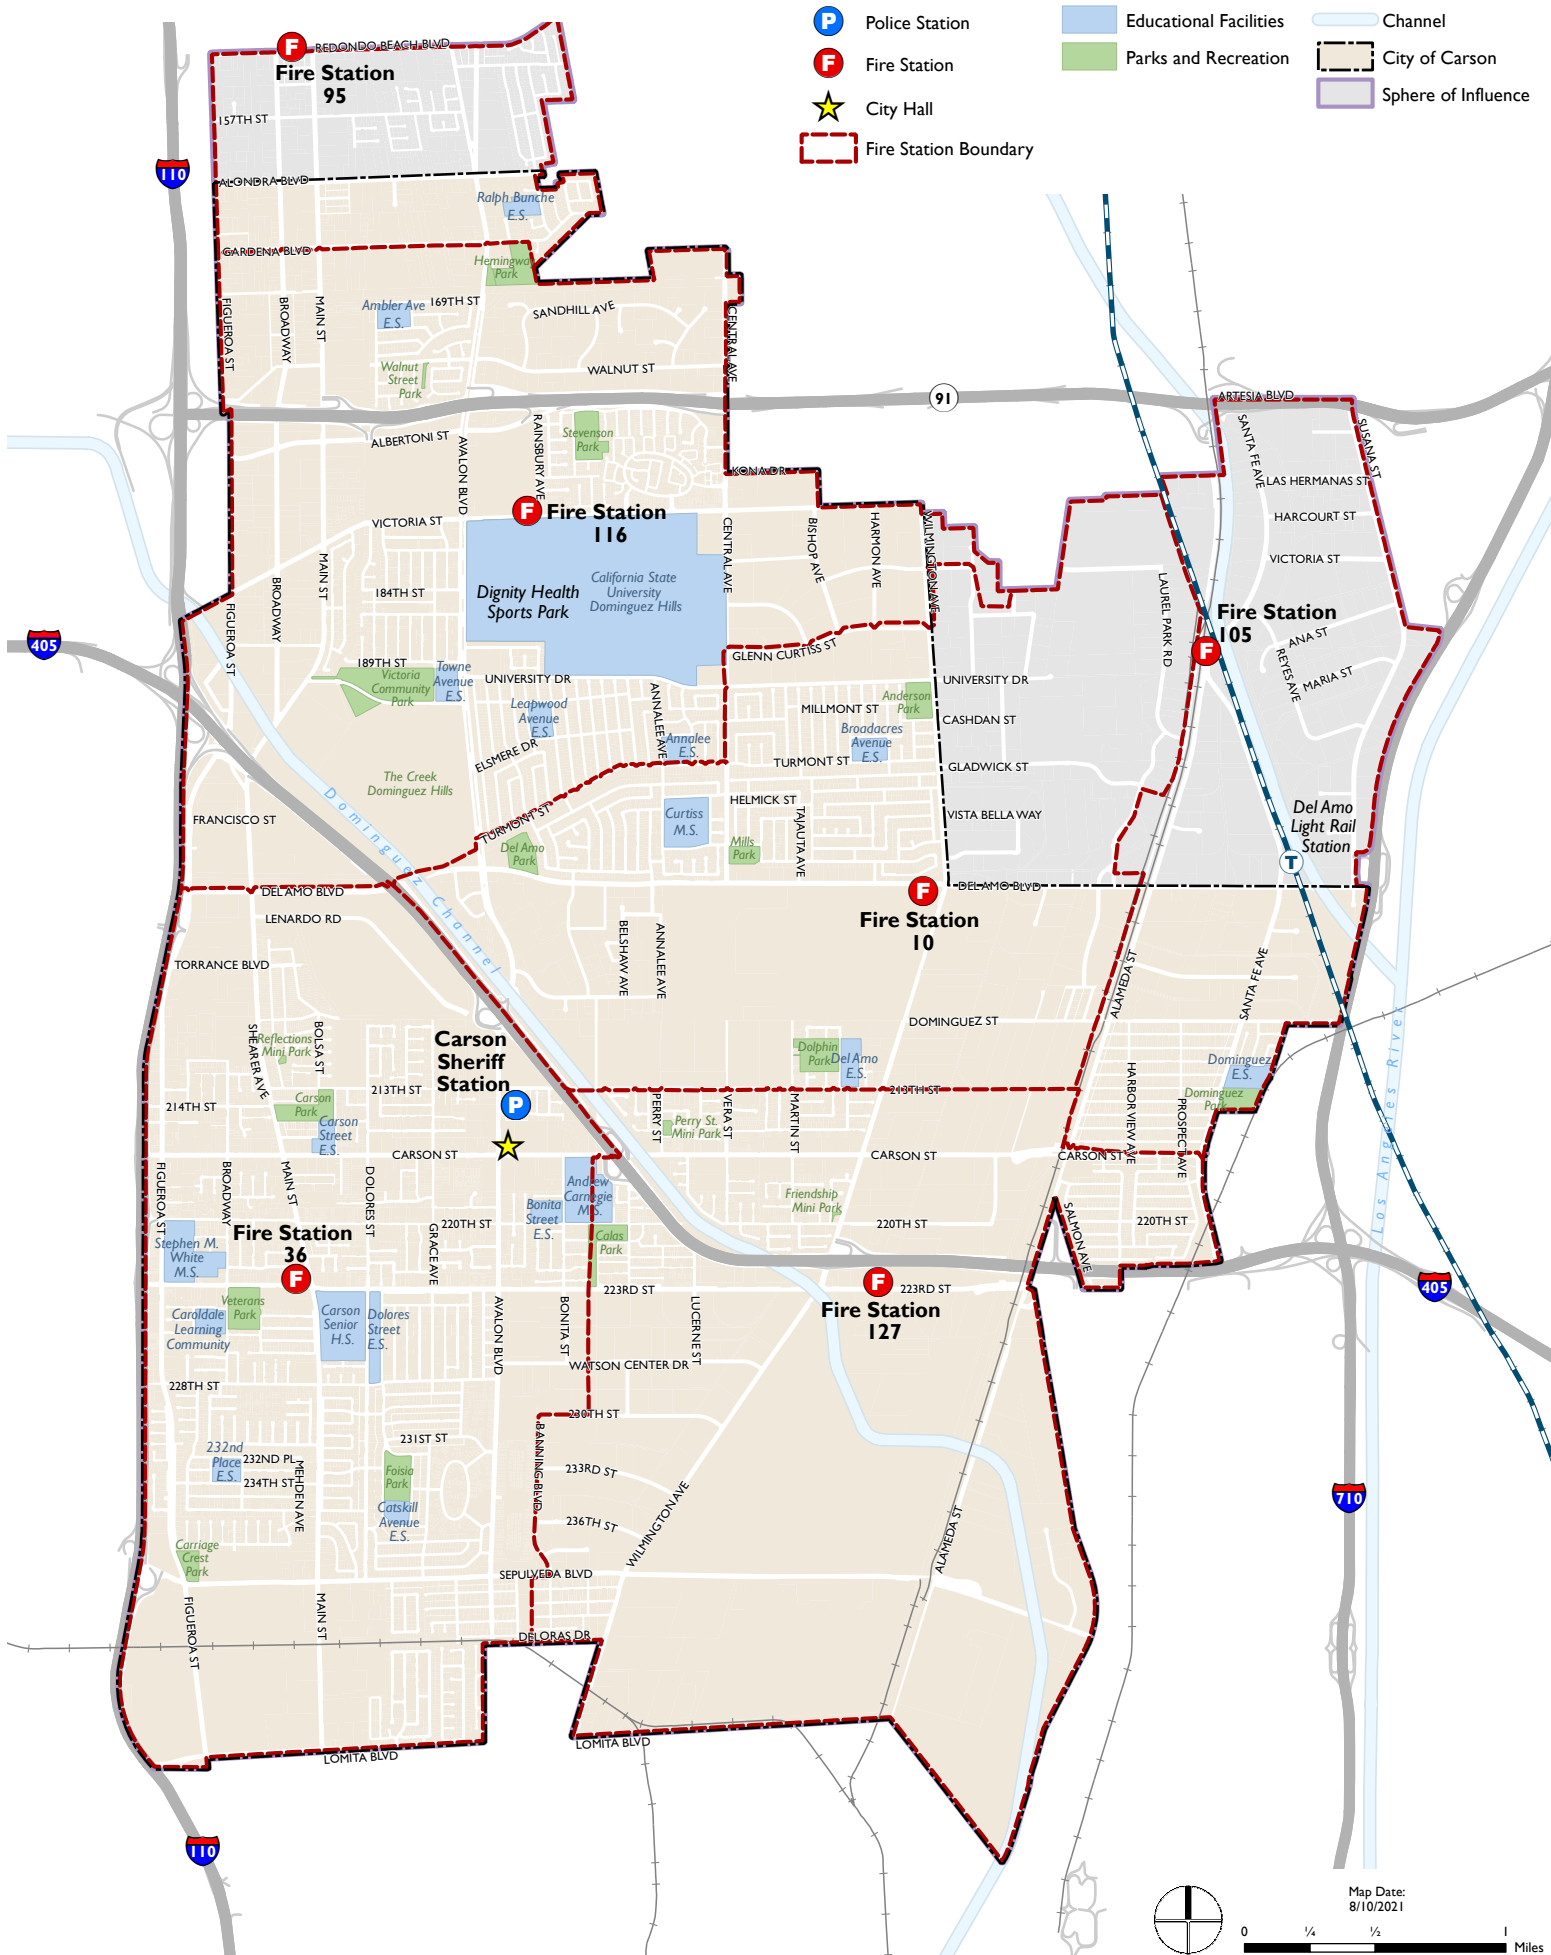 Police Station
Fire Station
City Hall
Fire Station Boundary
Educational Facilities
Parks and Recreation
Channel
City of Carson
Sphere of Influence
F
REDONDO BEACH BLVD
Fire Station
95
157TH ST
110
ALONDRA BLVD
Ralph Bunche
E.S.
GARDENA BLVD
Hemingwa
Park
FIGUEROA ST
BROADWAY
MAIN ST
Ambler Ave
E.S.
169TH ST
SANDHILL AVE
CENTRAL AVE
Walnut
Street
Park
WALNUT ST
91
ARTESIA BLVD
SUSANA ST
SANTA FE AVE
ALBERTONI ST
AVALON BLVD
RAINSBURY AVE
Stevenson
Park
KONA DR
LAS HERMANAS ST
HARCOURT ST
VICTORIA ST
F
Fire Station
116
VICTORIA ST
CENTRAL AVE
BISHOP AVE
HARMON AVE
WILMINGTON AVE
MAIN ST
BROADWAY
184TH ST
FIGUEROA ST
Dignity Health
Sports Park
California State
University
Dominguez Hills
LAUREL PARK RD
Fire Station
105
F
ANA ST
REYES AVE
MARIA ST
405
GLENN CURTISS ST
189TH ST
Victoria
Community
Park
Towne
Avenue
E.S.
UNIVERSITY DR
UNIVERSITY DR
Leapwood
Avenue
E.S.
ANNALEE AVE
Annalee
E.S.
MILLMONT ST
Anderson
Park
Broadacres
Avenue
E.S.
CASHDAN ST
ELSMERE DR
TURMONT ST
GLADWICK ST
The Creek
Dominguez Hills
Dominguez Channel
FRANCISCO ST
TURMONT ST
Del Amo
Park
HELMICK ST
Curtiss
M.S.
Mills
Park
TAJAUTA AVE
VISTA BELLA WAY
Del Amo
Light Rail
Station
T
DEL AMO BLVD
DEL AMO BLVD
F
Fire Station
10
LENARDO RD
TORRANCE BLVD
BELSHAW AVE
ANNALEE AVE
ALAMEDA ST
SANTA FE AVE
DOMINGUEZ ST
SHEARER AVE
Reflections
Mini Park
BOLSA ST
Carson
Sheriff
Station
P
Dolphin
Park
Del Amo
E.S.
Dominguez
E.S.
Dominguez
Park
213TH ST
213TH ST
214TH ST
Carson
Park
Carson
Street
E.S.
PERRY ST
Perry St.
Mini Park
VERA ST
MARTIN ST
HARBOR VIEW AVE
PROSPECT AVE
Los Angeles River
CARSON ST
CARSON ST
CARSON ST
FIGUEROA ST
BROADWAY
MAIN ST
DOLORES ST
GRACE AVE
220TH ST
Bonita
Street
E.S.
Andrew
Carnegie
M.S.
Calas
Park
Friendship
Mini Park
220TH ST
220TH ST
SALMON AVE
Stephen M.
White
M.S.
Fire Station
36
F
223RD ST
F
223RD ST
Fire Station
127
405
Veterans
Park
Caroldale
Learning
Community
Carson
Senior
H.S.
Dolores
Street
E.S.
AVALON BLVD
BONITA ST
LUCERNE ST
WATSON CENTER DR
228TH ST
230TH ST
231ST ST
BANNING BLVD
232nd
Place
E.S.
232ND PL
234TH ST
MEHDEN AVE
Foisia
Park
Catskill
Avenue
E.S.
233RD ST
236TH ST
WILMINGTON AVE
ALAMEDA ST
710
Carriage
Crest
Park
SEPULVEDA BLVD
FIGUEROA ST
MAIN ST
DELORAS DR
LOMITA BLVD
LOMITA BLVD
110
Map Date:
8/10/2021
0 ¼ ½ 1
Miles